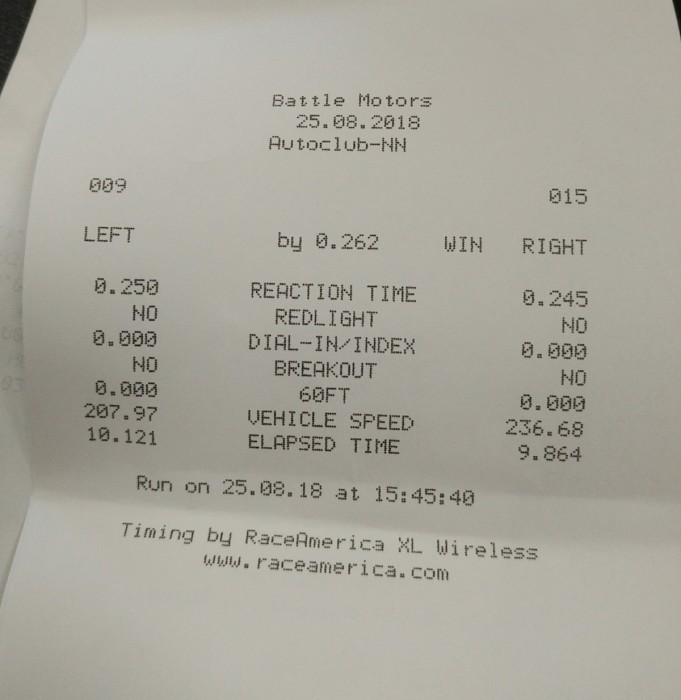 Battle Motors
25.08.2018
Autoclub-NN
009 015
LEFT by 0.262 WIN RIGHT
0.250 REACTION TIME 0.245
NO REDLIGHT NO
0.000 DIAL-IN/INDEX 0.000
NO BREAKOUT NO
0.000 60FT 0.000
207.97 VEHICLE SPEED 236.68
10.121 ELAPSED TIME 9.864
Run on 25.08.18 at 15:45:40
Timing by RaceAmerica XL Wireless
www.raceamerica.com